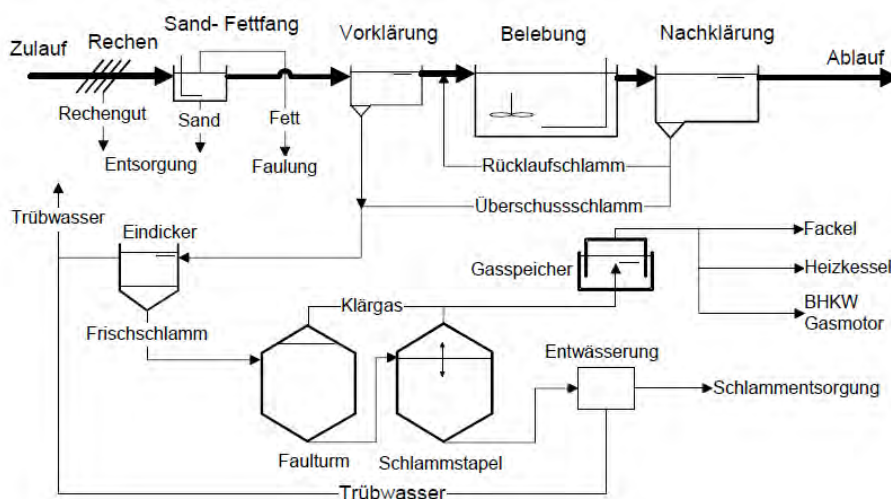 Sand- Fettfang
Zulauf
Rechen
Vorklärung
Belebung
Nachklärung
Ablauf
Rechengut
Sand
Fett
Entsorgung
Faulung
Rücklaufschlamm
Trübwasser
Überschussschlamm
Eindicker
Fackel
Gasspeicher
Heizkessel
Klärgas
BHKW
Gasmotor
Frischschlamm
Entwässerung
Schlammentsorgung
Faulturm
Schlammstapel
Trübwasser